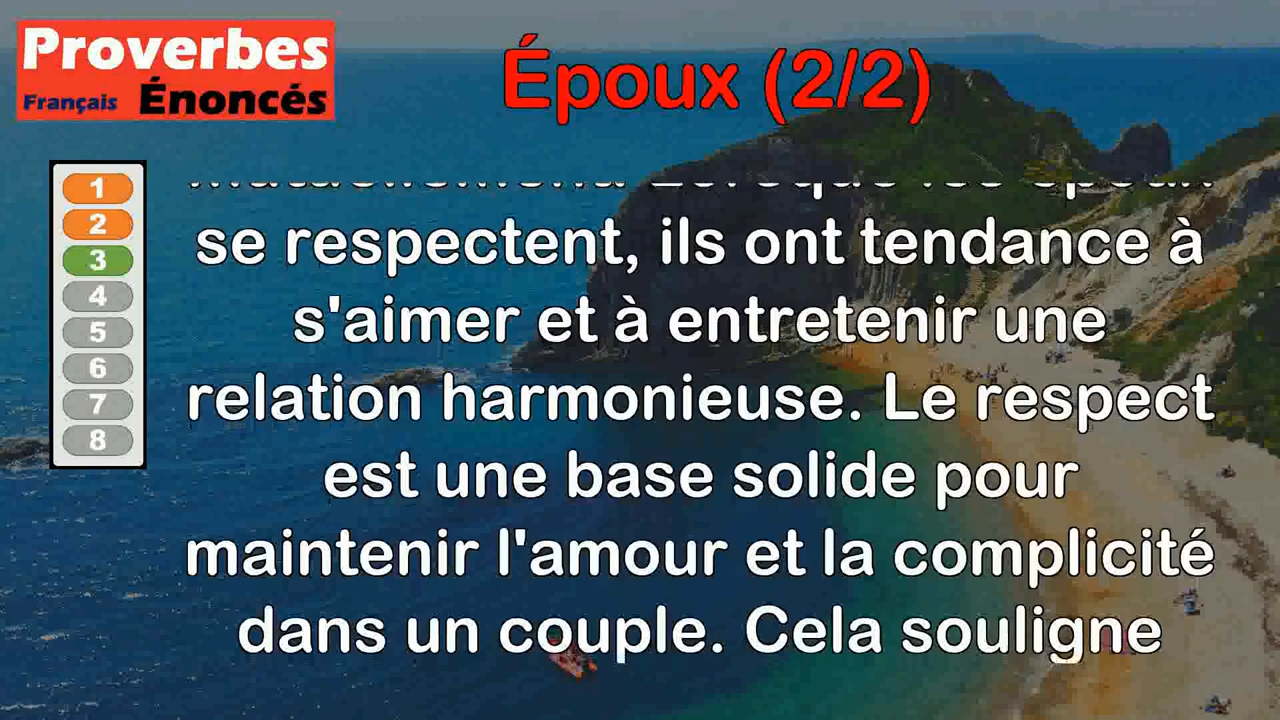 Proverbes
Français Énoncés
Époux (2/2)
1
2
3
4
5
6
7
8
se respectent, ils ont tendance à
s'aimer et à entretenir une
relation harmonieuse. Le respect
est une base solide pour
maintenir l'amour et la complicité
dans un couple. Cela souligne